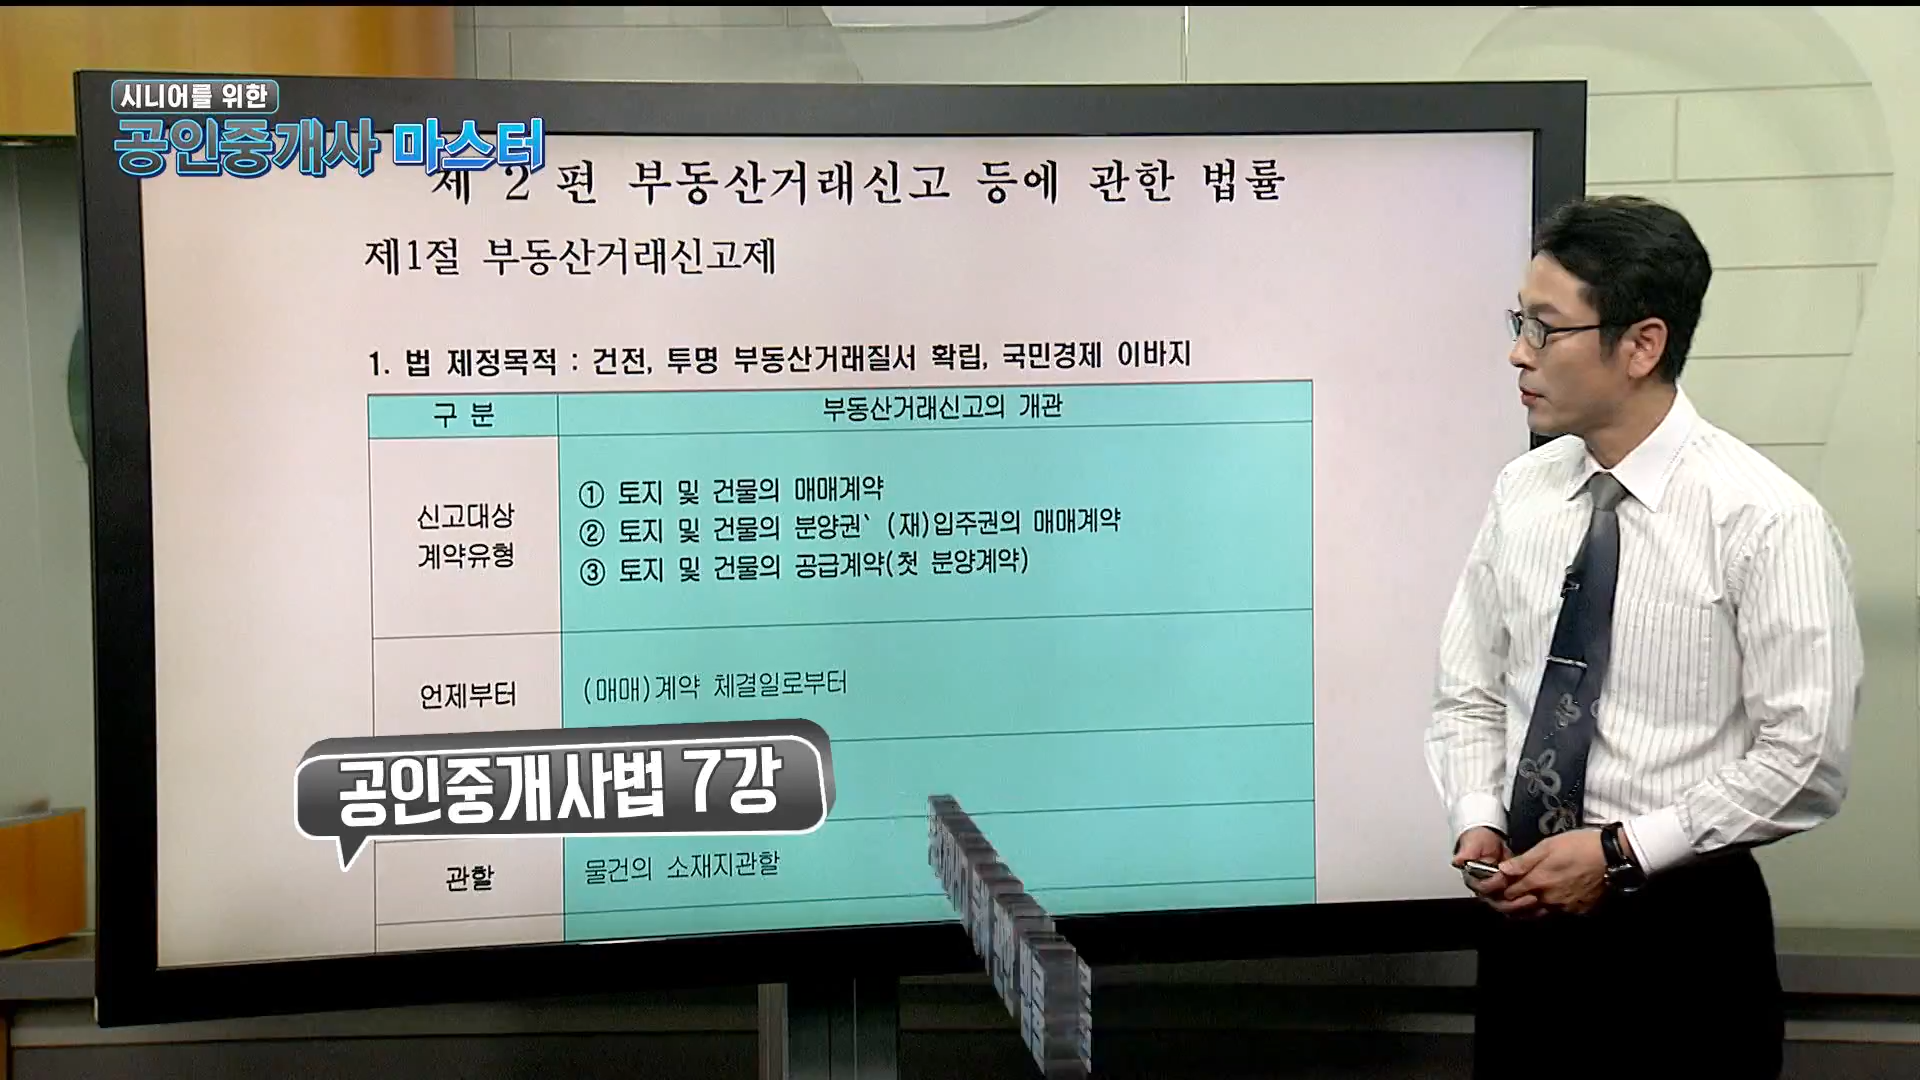 시니어를 위한
공인중개사 마스터
제 2 편 부동산거래신고 등에 관한 법률
제1절 부동산거래신고제
1. 법 제정목적 : 건전, 투명 부동산거래질서 확립, 국민경제 이바지
구 분
부동산거래신고의 개관
신고대상
계약유형
① 토지 및 건물의 매매계약
② 토지 및 건물의 분양권` (재)입주권의 매매계약
③ 토지 및 건물의 공급계약(첫 분양계약)
언제부터
(매매)계약 체결일로부터
공인중개사법 7강
관할
물건의 소재지관할